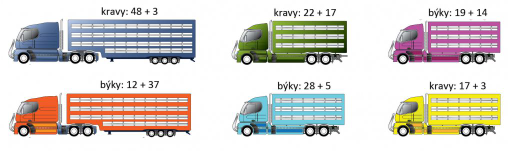 kravy: 48 + 3
kravy: 22 + 17
býky: 19 + 14
býky: 12 + 37
býky: 28 + 5
kravy: 17 + 3